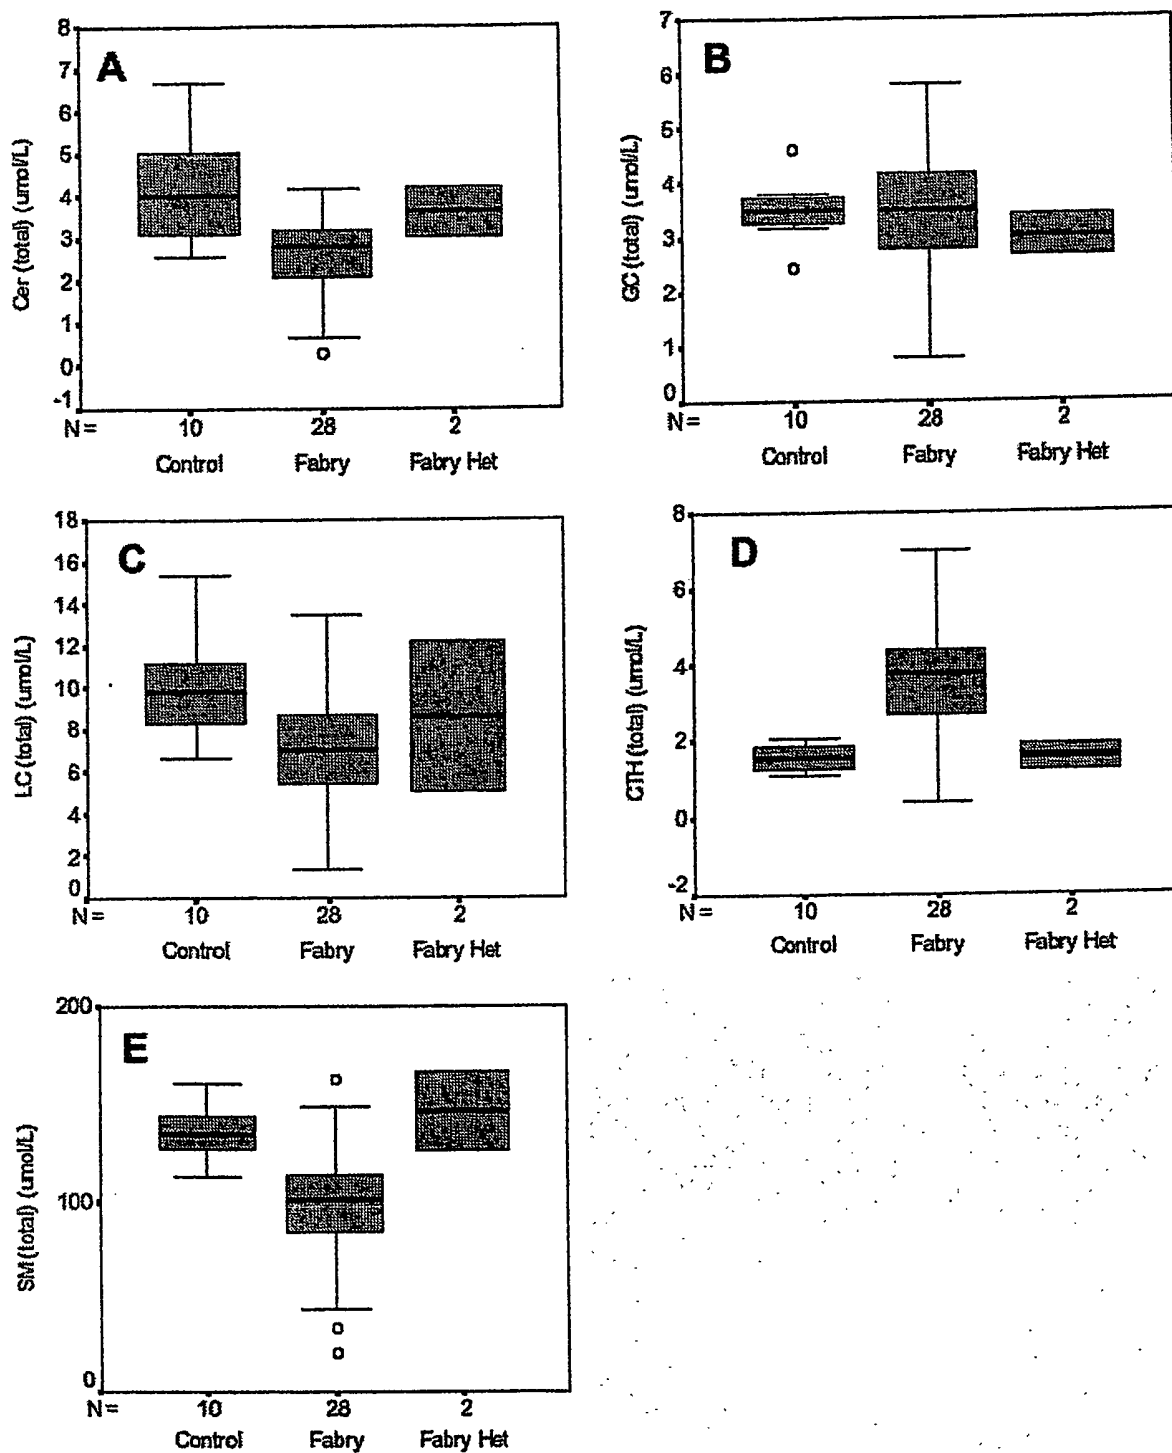 A
Cer (total) (umol/L)
8
7
6
5
4
3
2
1
0
-1
N =
10
28
2
Control
Fabry
Fabry Het
B
GC (total) (umol/L)
7
6
5
4
3
2
1
0
N =
10
28
2
Control
Fabry
Fabry Het
C
LC (total) (umol/L)
18
16
14
12
10
8
6
4
2
0
N =
10
28
2
Control
Fabry
Fabry Het
D
CTH (total) (umol/L)
8
6
4
2
0
-2
N =
10
28
2
Control
Fabry
Fabry Het
E
SM (total) (umol/L)
200
100
0
N =
10
28
2
Control
Fabry
Fabry Het